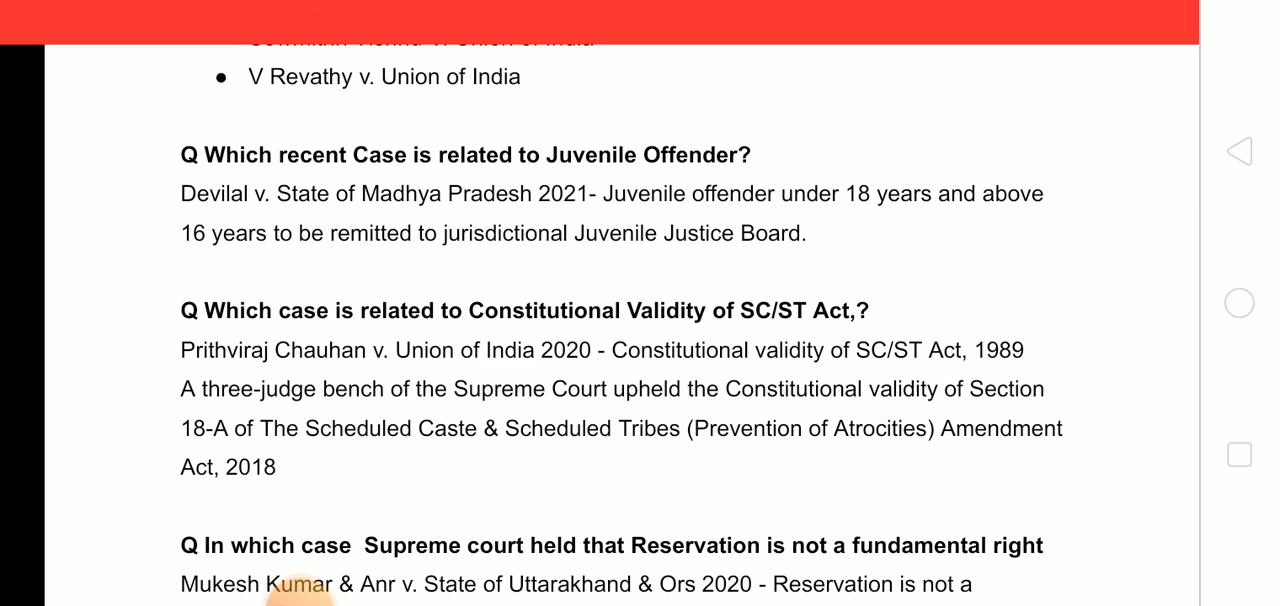 V Revathy v. Union of India
Q Which recent Case is related to Juvenile Offender?
Devilal v. State of Madhya Pradesh 2021- Juvenile offender under 18 years and above
16 years to be remitted to jurisdictional Juvenile Justice Board.
Q Which case is related to Constitutional Validity of SC/ST Act,?
Prithviraj Chauhan v. Union of India 2020 - Constitutional validity of SC/ST Act, 1989
A three-judge bench of the Supreme Court upheld the Constitutional validity of Section
18-A of The Scheduled Caste & Scheduled Tribes (Prevention of Atrocities) Amendment
Act, 2018
Q In which case  Supreme court held that Reservation is not a fundamental right
Mukesh Kumar & Anr v. State of Uttarakhand & Ors 2020 - Reservation is not a